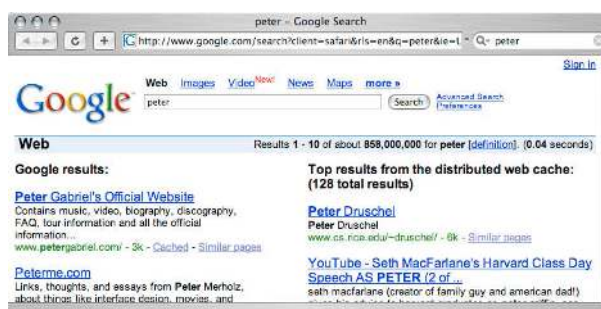 peter - Google Search
http://www.google.com/search?client=safari&rls=en&q=peter&ie=
Q- peter
Sign in
Google
Web Images Video New! News Maps more »
peter
Search
Advanced Search
Preferences
Web
Results 1 - 10 of about 858,000,000 for peter [definition]. (0.04 seconds)
Google results:
Peter Gabriel's Official Website
Contains music, video, biography, discography,
FAQ, tour information and all the official
information...
www.petergabriel.com/ - 3k - Cached - Similar pages
Peterme.com
Links, thoughts, and essays from Peter Merholz,
about things like interface design, movies, and
Top results from the distributed web cache:
(128 total results)
Peter Druschel
Peter Druschel
www.cs.rice.edu/~druschel/ - 6k - Similar pages
YouTube - Seth MacFarlane's Harvard Class Day
Speech AS PETER (2 of ...
seth macfarlane (creator of family guy and american dad!)